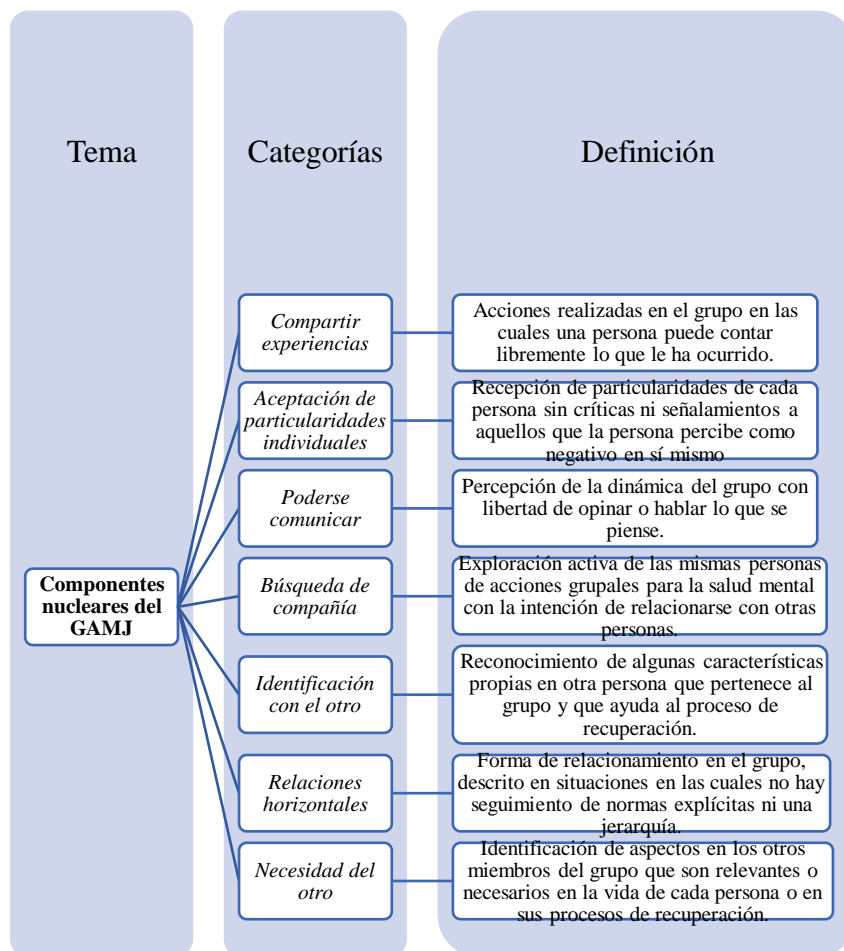 Tema
Categorías
Definición
Componentes
nucleares del
GAMJ
Compartir
experiencias
Acciones realizadas en el grupo en las
cuales una persona puede contar
libremente lo que le ha ocurrido.
Aceptación de
particularidades
individuales
Recepción de particularidades de cada
persona sin críticas ni señalamientos a
aquellos que la persona percibe como
negativo en sí mismo
Poderse
comunicar
Percepción de la dinámica del grupo con
libertad de opinar o hablar lo que se
piense.
Búsqueda de
compañía
Exploración activa de las mismas personas
de acciones grupales para la salud mental
con la intención de relacionarse con otras
personas.
Identificación
con el otro
Reconocimiento de algunas características
propias en otra persona que pertenece al
grupo y que ayuda al proceso de
recuperación.
Relaciones
horizontales
Forma de relacionamiento en el grupo,
descrito en situaciones en las cuales no hay
seguimiento de normas explícitas ni una
jerarquía.
Necesidad del
otro
Identificación de aspectos en los otros
miembros del grupo que son relevantes o
necesarios en la vida de cada persona o en
sus procesos de recuperación.